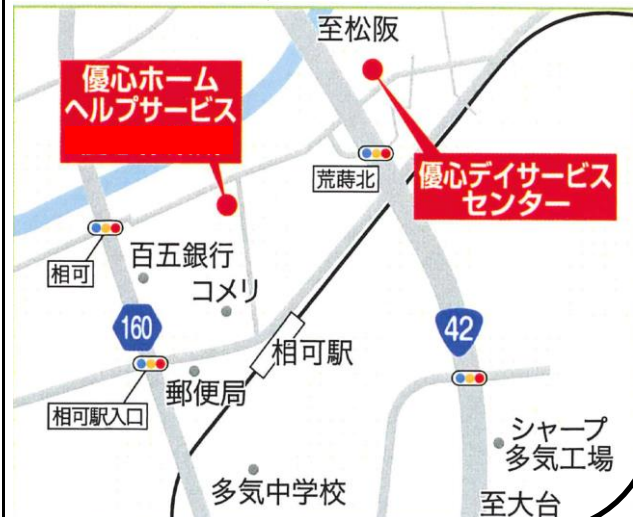 至松阪
優心ホーム
ヘルプサービス
荒蒔北
優心デイサービス
センター
相可
百五銀行
コメリ
160
42
相可駅
相可駅入口
郵便局
シャープ
多気工場
多気中学校
至大台